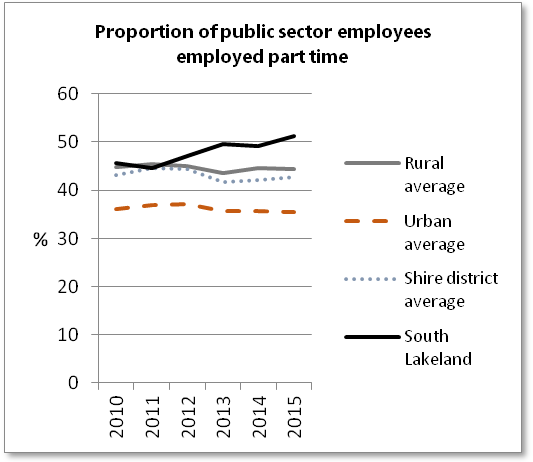 Proportion of public sector employees
employed part time
60
50
40
30
20
10
0
%
2010
2011
2012
2013
2014
2015
Rural
average
Urban
average
Shire district
average
South
Lakeland